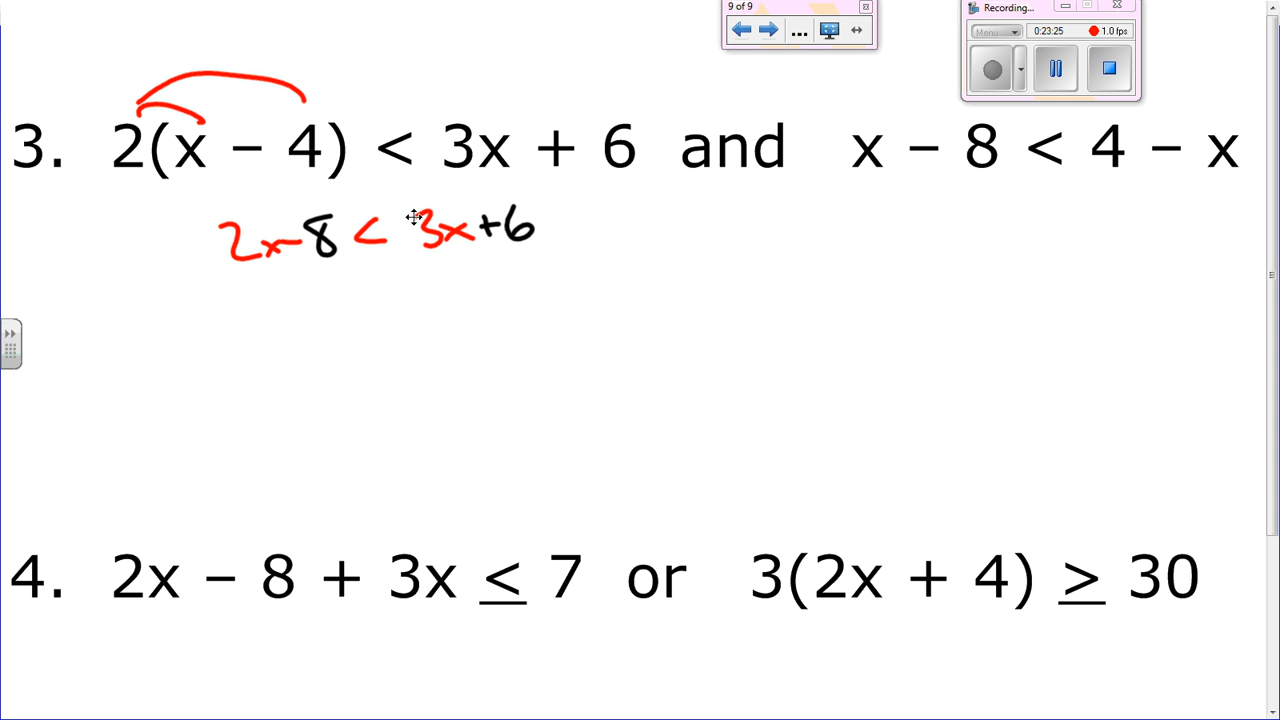 9 of 9
Recording...
...
Menu
0:23:25
1.0 fps
3. 2(x – 4) < 3x + 6 and x – 8 < 4 – x
2x-8 < 3x+6
4. 2x – 8 + 3x ≤ 7 or 3(2x + 4) ≥ 30